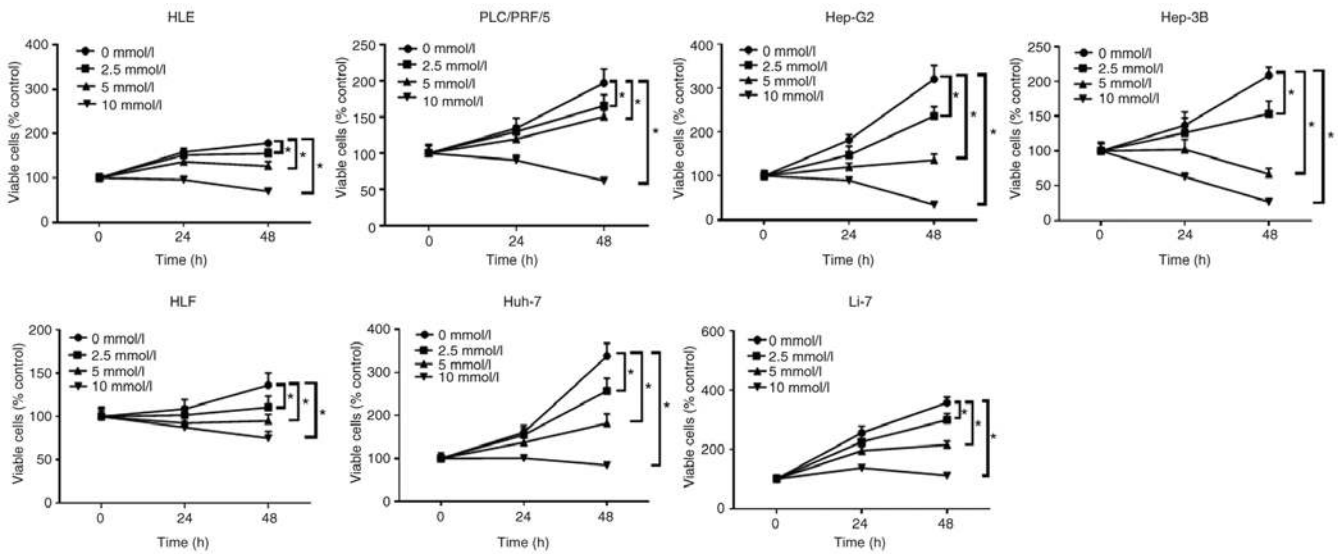 HLE
400
300
200
100
0
Viable cells (% control)
0 mmol/l
2.5 mmol/l
5 mmol/l
10 mmol/l
* * *
0 24 48
Time (h)
PLC/PRF/5
250
200
150
100
50
0
Viable cells (% control)
0 mmol/l
2.5 mmol/l
5 mmol/l
10 mmol/l
* * *
0 24 48
Time (h)
Hep-G2
400
300
200
100
0
Viable cells (% control)
0 mmol/l
2.5 mmol/l
5 mmol/l
10 mmol/l
* * *
0 24 48
Time (h)
Hep-3B
250
200
150
100
50
0
Viable cells (% control)
0 mmol/l
2.5 mmol/l
5 mmol/l
10 mmol/l
* * *
0 24 48
Time (h)
HLF
200
150
100
50
0
Viable cells (% control)
0 mmol/l
2.5 mmol/l
5 mmol/l
10 mmol/l
* * *
0 24 48
Time (h)
Huh-7
400
300
200
100
0
Viable cells (% control)
0 mmol/l
2.5 mmol/l
5 mmol/l
10 mmol/l
* * *
0 24 48
Time (h)
Li-7
600
400
200
0
Viable cells (% control)
0 mmol/l
2.5 mmol/l
5 mmol/l
10 mmol/l
* * *
0 24 48
Time (h)